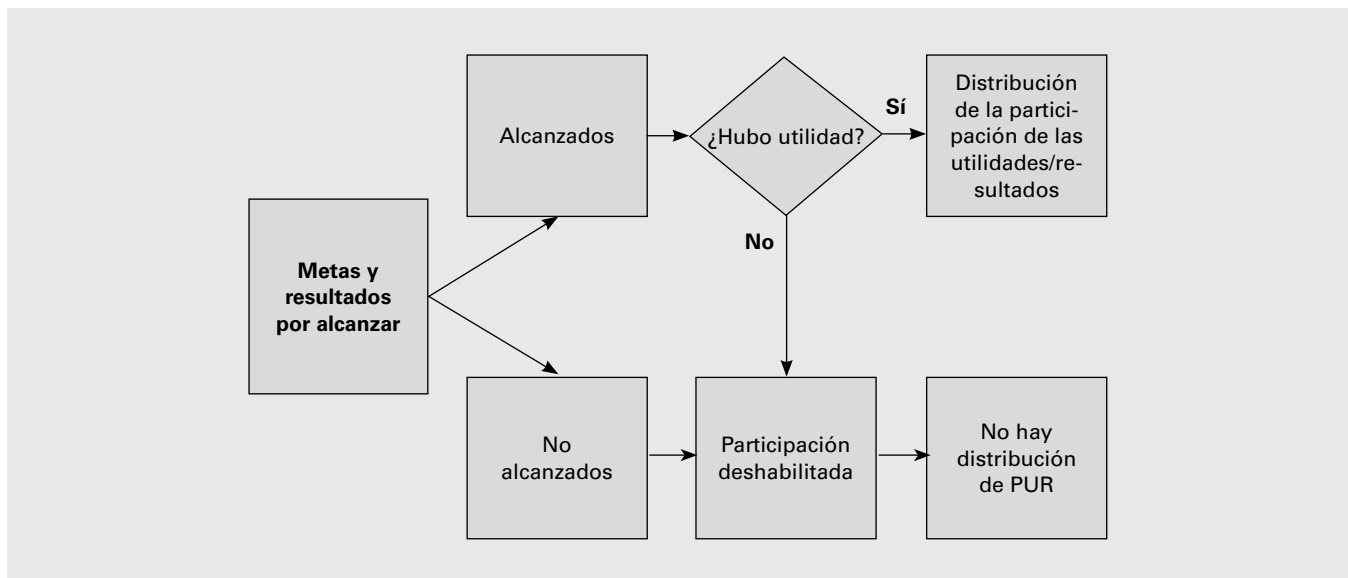 Metas y
resultados
por alcanzar
Alcanzados
¿Hubo utilidad?
Sí
Distribución
de la partici-
pación de las
utilidades/re-
sultados
No
No
alcanzados
Participación
deshabilitada
No hay
distribución
de PUR